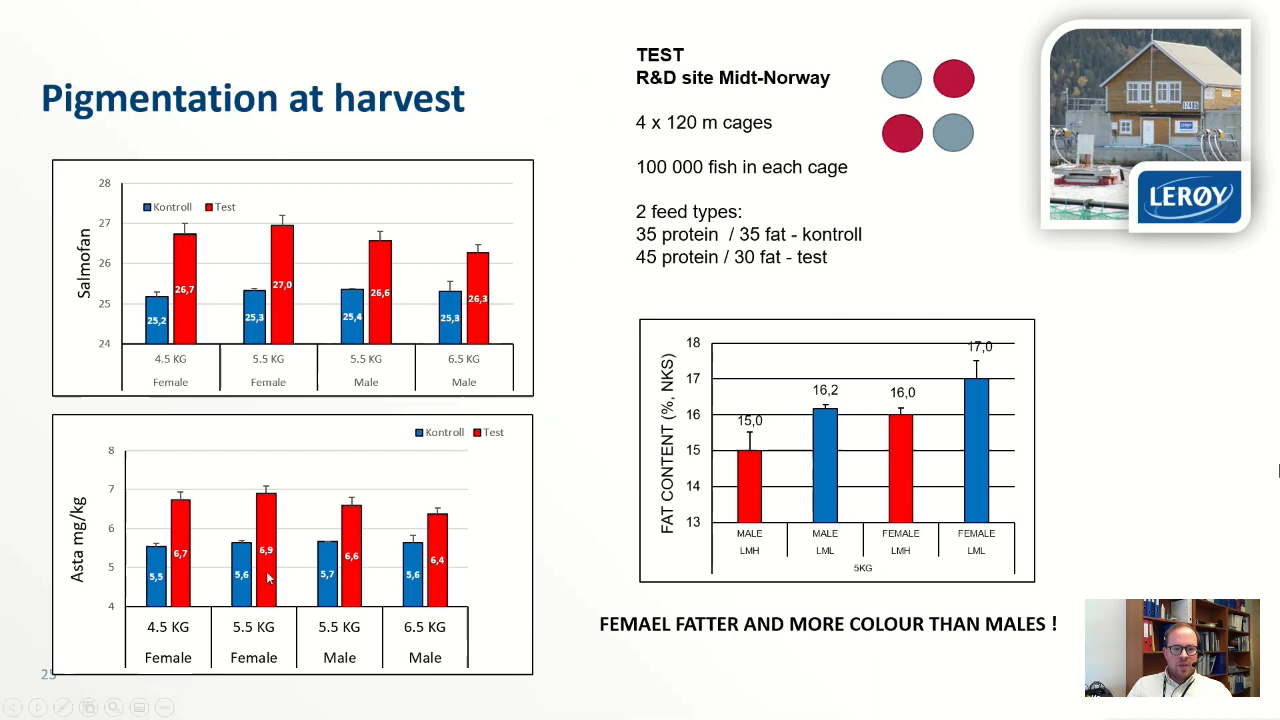 Pigmentation at harvest
28
27
26
25
24
Salmofan
Kontroll Test
25,2 26,7 25,3 27,0 25,4 26,6 25,3 26,3
4.5 KG 5.5 KG 5.5 KG 6.5 KG
Female Female Male Male
8
7
6
5
4
Asta mg/kg
Kontroll Test
5,5 6,7 5,6 6,9 5,7 6,6 5,6 6,4
4.5 KG 5.5 KG 5.5 KG 6.5 KG
Female Female Male Male
TEST
R&D site Midt-Norway
4 x 120 m cages
100 000 fish in each cage
2 feed types:
35 protein / 35 fat - kontroll
45 protein / 30 fat - test
LERØY
18
17
16
15
14
13
FAT CONTENT (%, NKS)
15,0 16,2 16,0 17,0
MALE MALE FEMALE FEMALE
LMH LML LMH LML
5KG
FEMAEL FATTER AND MORE COLOUR THAN MALES !